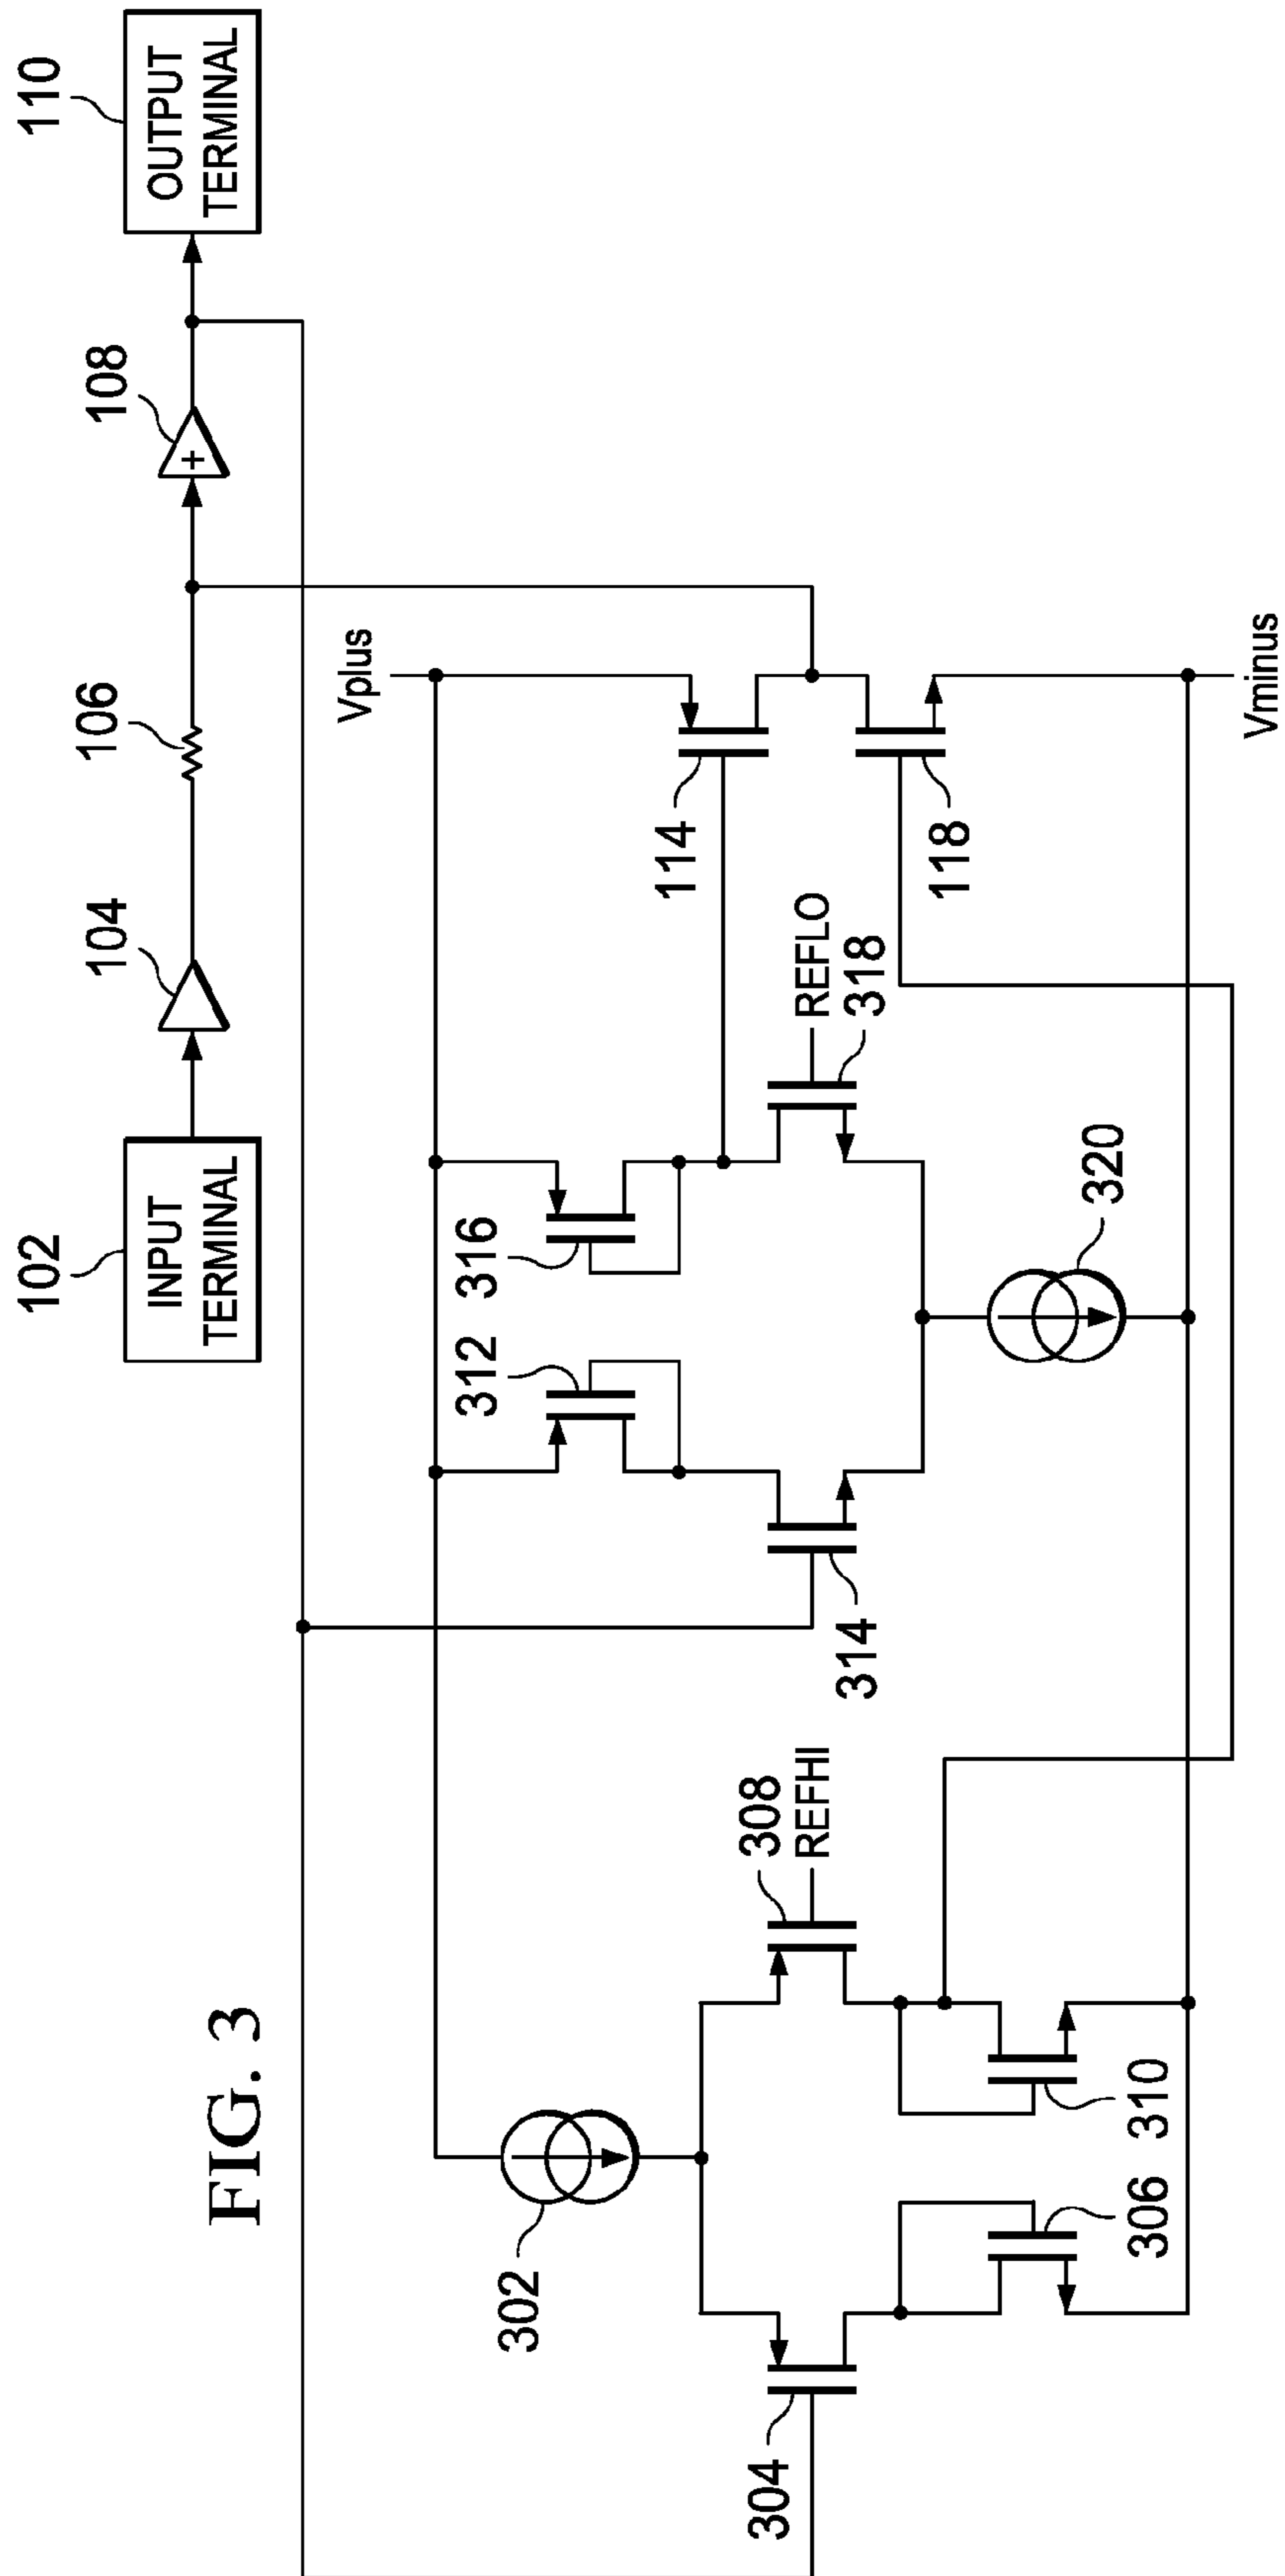 FIG. 3
102
INPUT
TERMINAL
104
106
108
110
OUTPUT
TERMINAL
Vplus
302
304
306
308
REFHI
310
312
314
316
REFLO
318
320
114
118
Vminus